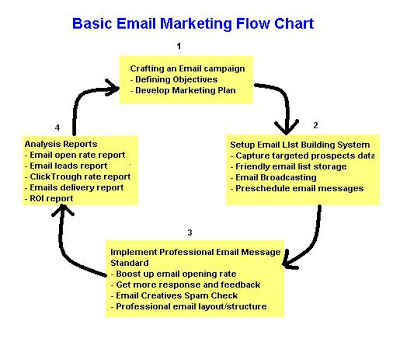 Basic Email Marketing Flow Chart
1
Crafting an Email campaign
- Defining Objectives
- Develop Marketing Plan
2
Setup Email LIst Building System
- Capture targeted prospects data
- Friendly email list storage
- Email Broadcasting
- Preschedule email messages
3
Implement Professional Email Message
Standard
- Boost up email opening rate
- Get more response and feedback
- Email Creatives Spam Check
- Professional email layout/structure
4
Analysis Reports
- Email open rate report
- Email leads report
- ClickTrough rate report
- Emails delivery report
- ROI report